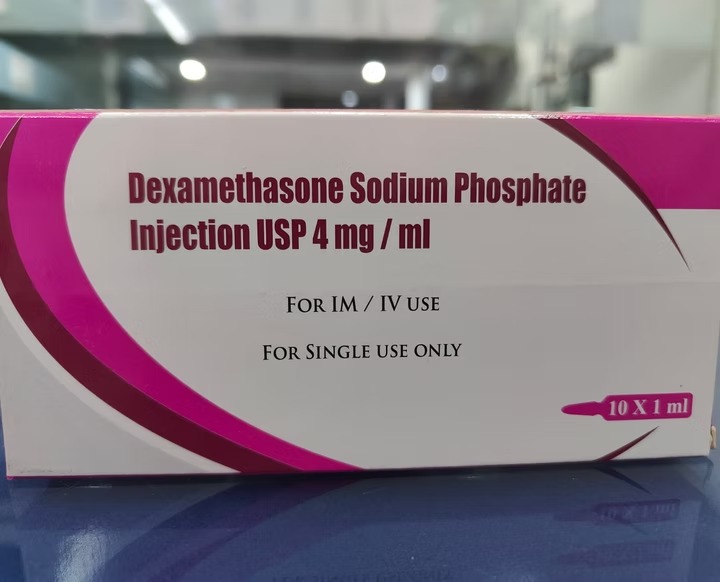 Dexamethasone Sodium Phosphate
Injection USP 4 mg / ml
FOR IM / IV USE
FOR SINGLE USE ONLY
10 X 1 ml